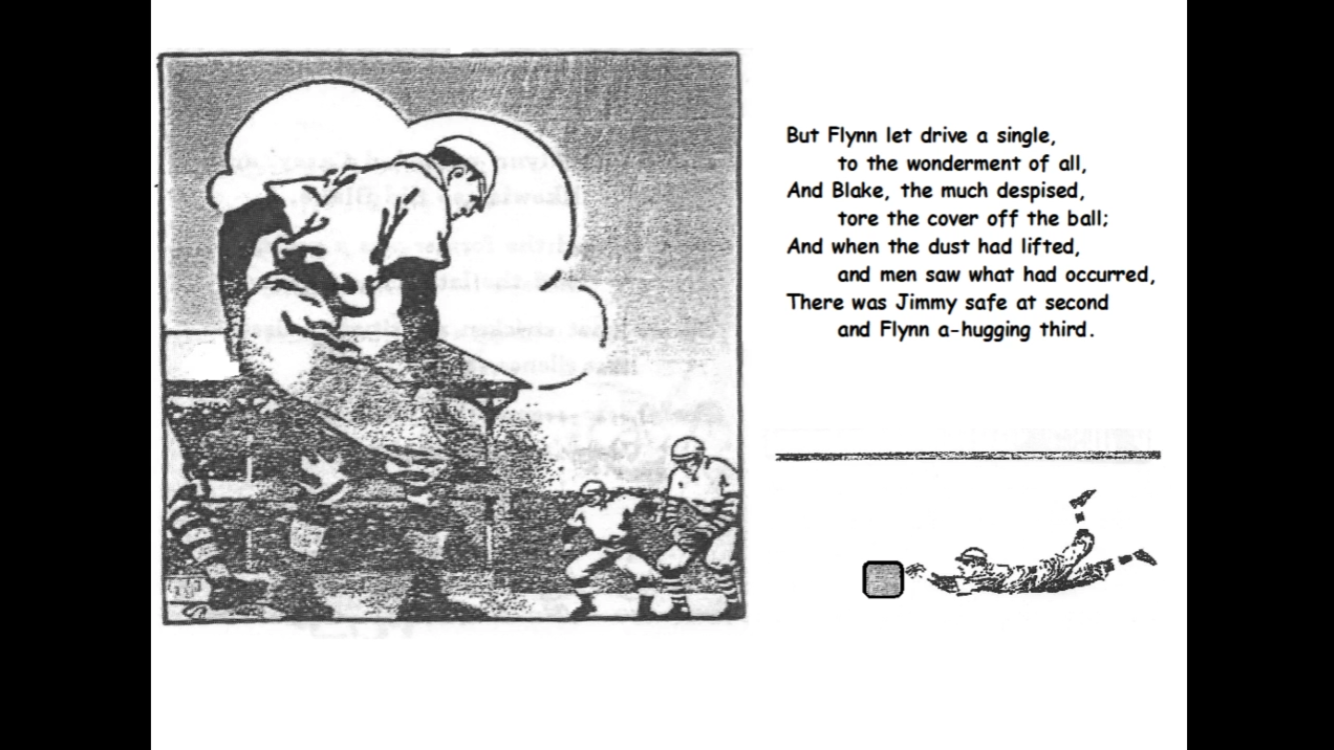 But Flynn let drive a single,
to the wonderment of all,
And Blake, the much despised,
tore the cover off the ball;
And when the dust had lifted,
and men saw what had occurred,
There was Jimmy safe at second
and Flynn a-hugging third.